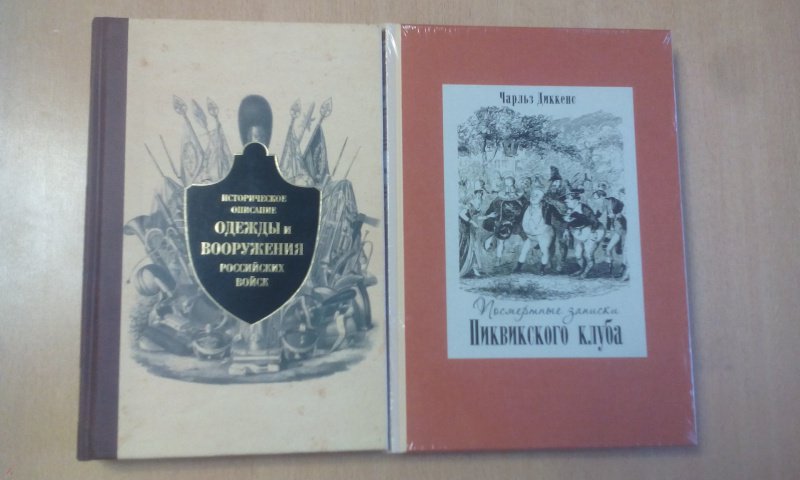 ИСТОРИЧЕСКОЕ
ОПИСАНИЕ
ОДЕЖДЫ И
ВООРУЖЕНИЯ
РОССИЙСКИХ
ВОЙСК
Чарльз Диккенс
Посмертные записки
Пиквикского клуба